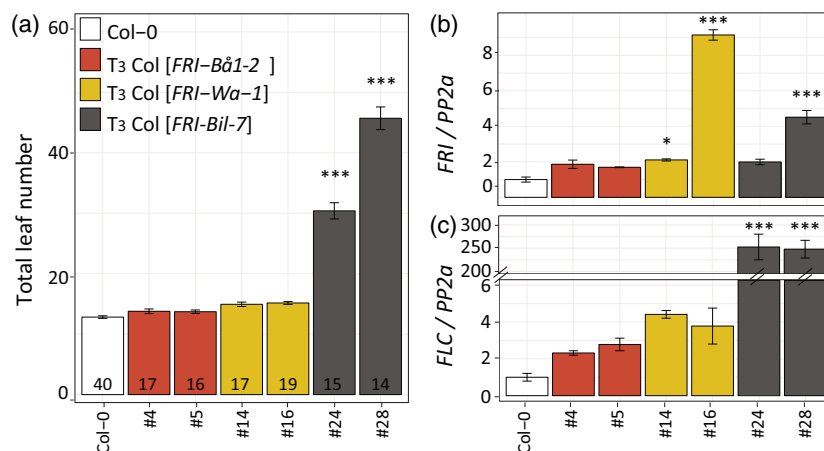 (a)
Total leaf number
60
40
20
0
Col−0
T3 Col [FRI−Bå1-2 ]
T3 Col [FRI−Wa−1]
T3 Col [FRI-Bil-7]
***
***
40 17 16 17 19 15 14
Col−0 #4 #5 #14 #16 #24 #28
(b)
FRI / PP2a
8
6
4
2
0
*
***
***
(c)
FLC / PP2a
300
250
200
6
4
2
0
*** ***
Col−0 #4 #5 #14 #16 #24 #28